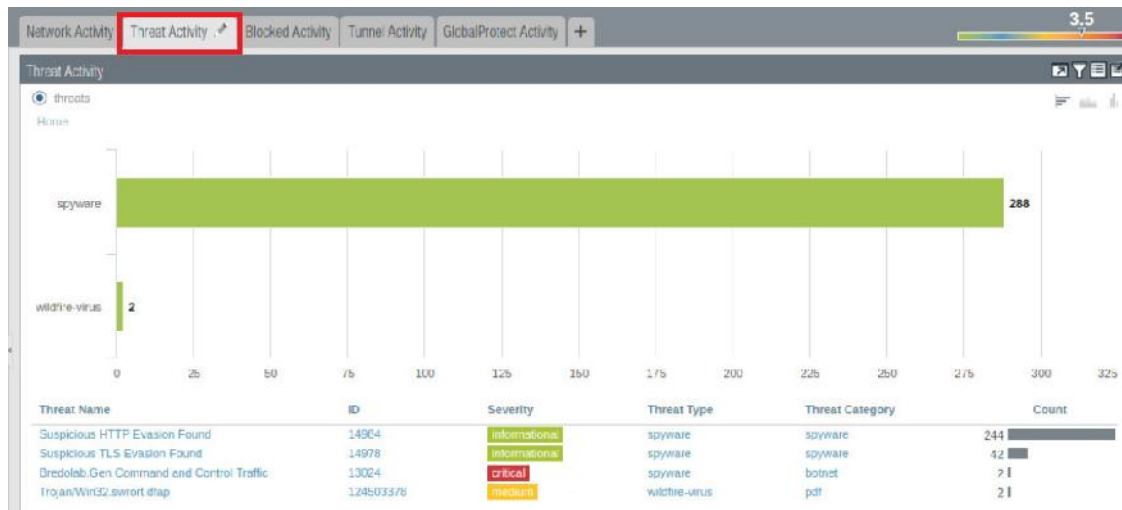 Network Activity Threat Activity Blocked Activity Tunnel Activity GlobalProtect Activity + 3.5
Threat Activity
threats
Home
spyware 288
wildfire-virus 2
0 25 50 75 100 125 150 175 200 225 250 275 300 325
Threat Name ID Severity Threat Type Threat Category Count
Suspicious HTTP Evasion Found 14984 informational spyware spyware 244
Suspicious TLS Evasion Found 14978 informational spyware spyware 42
Bredolab.Gen Command and Control Traffic 13024 critical spyware botnet 2
Trojan/Win32.swrort.dfap 124503378 medium wildfire-virus pdf 2